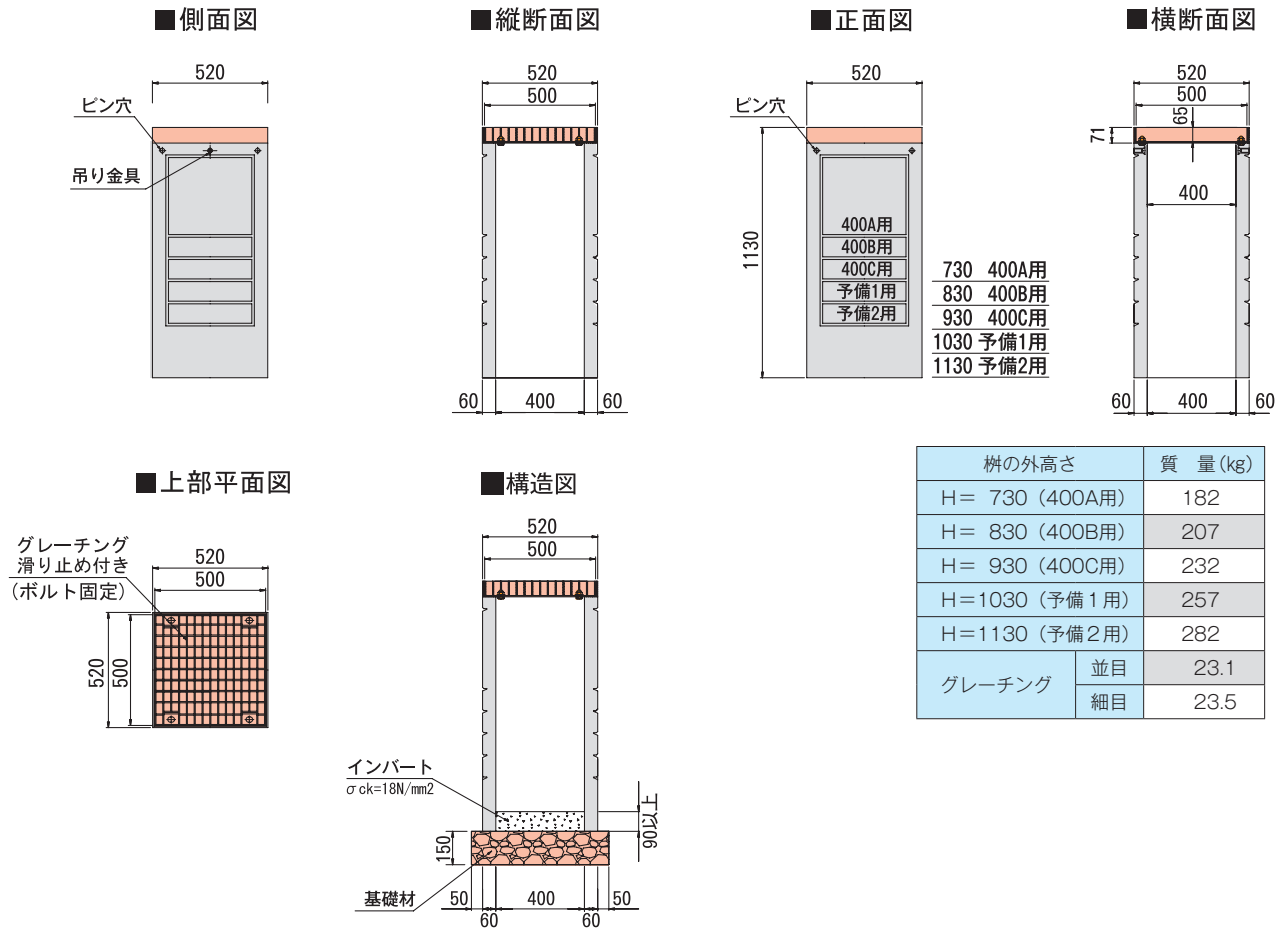 ■側面図
520
ピン穴
吊り金具
■縦断面図
520
500
60 400 60
■正面図
520
ピン穴
1130
400A用
400B用
400C用
予備1用
予備2用
730 400A用
830 400B用
930 400C用
1030 予備1用
1130 予備2用
■横断面図
520
500
65
71
400
60 400 60
■上部平面図
グレーチング
滑り止め付き
(ボルト固定)
520
500
520
500
■構造図
520
500
インバート
σck=18N/mm2
90以上
150
基礎材
50 400 50
60 60
桝の外高さ 質 量(kg)
H= 730(400A用) 182
H= 830(400B用) 207
H= 930(400C用) 232
H=1030(予備1用) 257
H=1130(予備2用) 282
グレーチング 並目 23.1
細目 23.5